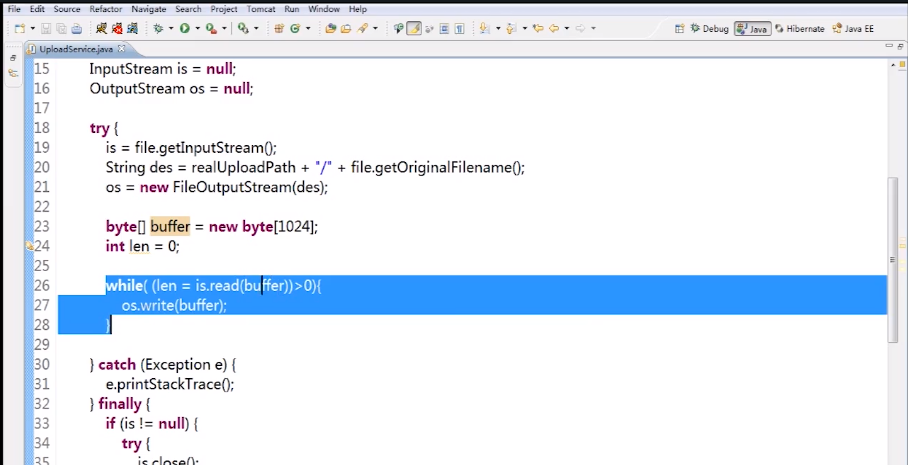 File Edit Source Refactor Navigate Search Project Tomcat Run Window Help
Debug Java Hibernate Java EE
UploadService.java
15 InputStream is = null;
16 OutputStream os = null;
17
18 try {
19 is = file.getInputStream();
20 String des = realUploadPath + "/" + file.getOriginalFilename();
21 os = new FileOutputStream(des);
22
23 byte[] buffer = new byte[1024];
24 int len = 0;
25
26 while( (len = is.read(buffer))>0){
27 os.write(buffer);
28 }
29
30 } catch (Exception e) {
31 e.printStackTrace();
32 } finally {
33 if (is != null) {
34 try {
35 is.close();